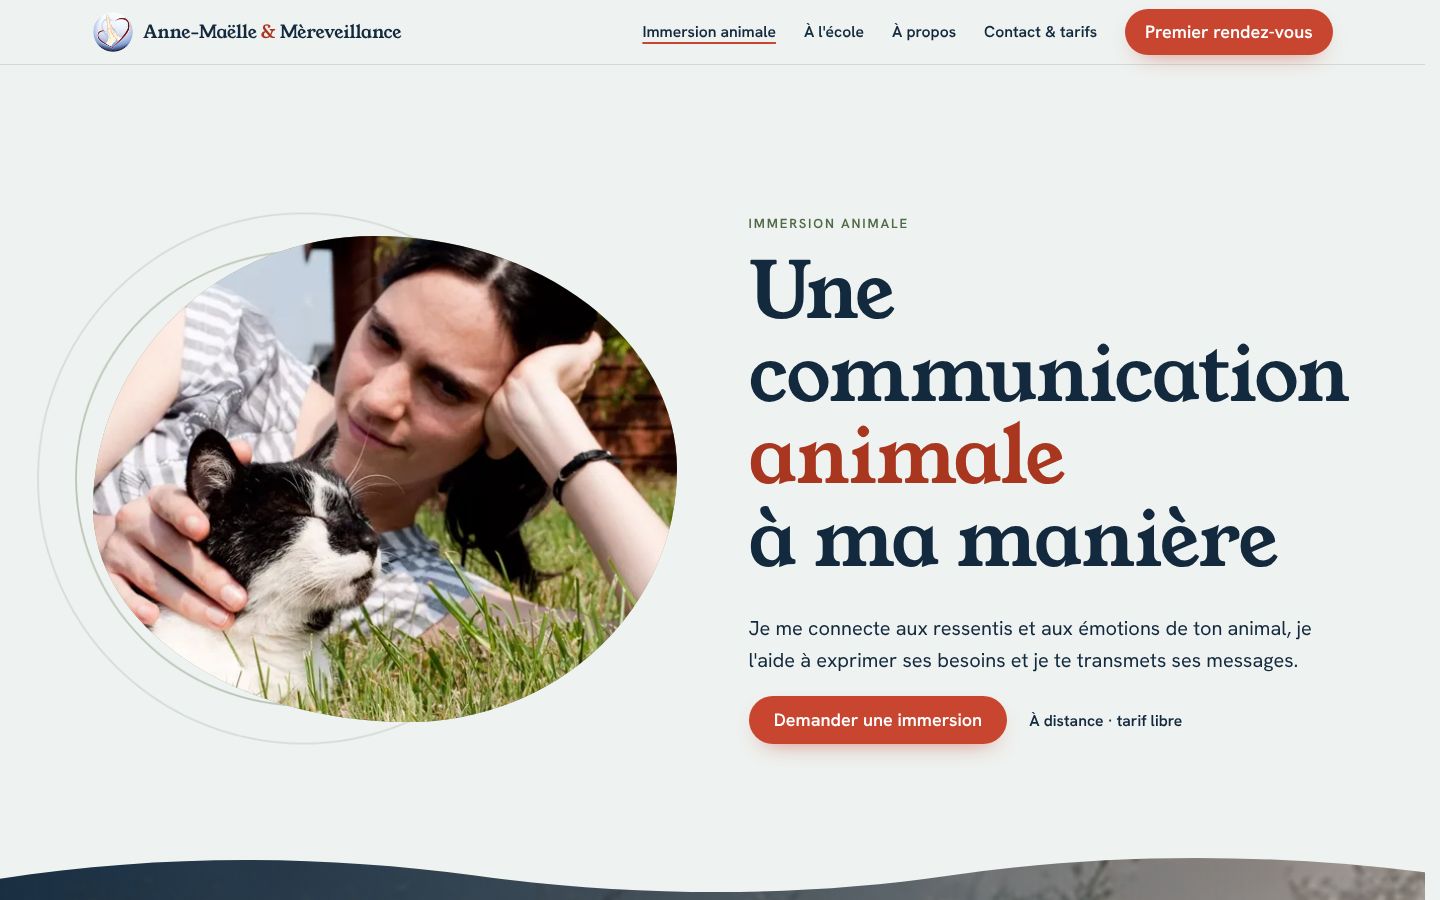 Anne-Maëlle & Mèreveillance
Immersion animale
À l'école
À propos
Contact & tarifs
Premier rendez-vous
IMMERSION ANIMALE
Une
communication
animale
à ma manière
Je me connecte aux ressentis et aux émotions de ton animal, je
l'aide à exprimer ses besoins et je te transmets ses messages.
Demander une immersion
À distance · tarif libre